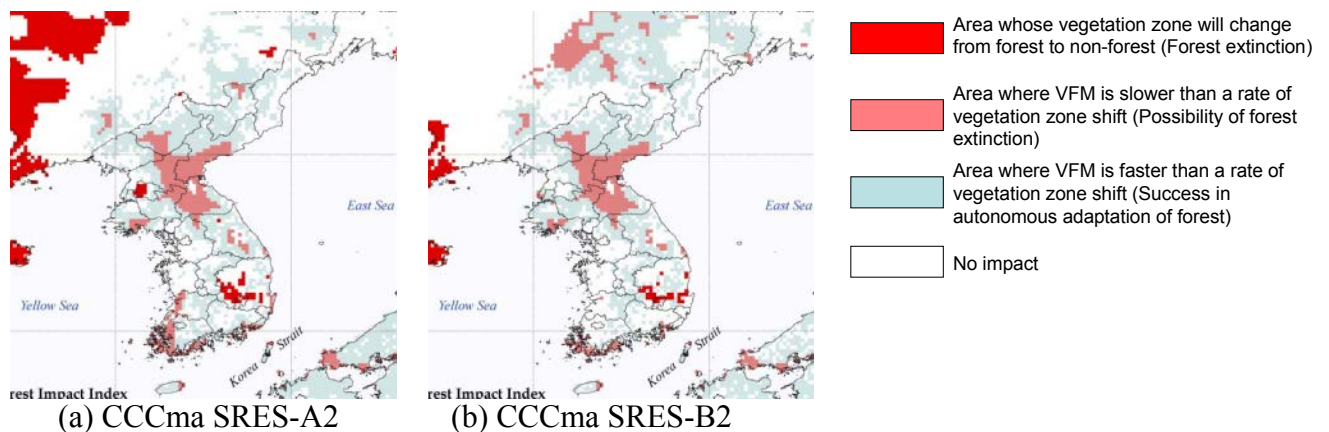 East Sea
Yellow Sea
Korea Strait
rest Impact Index
(a) CCCma SRES-A2
East Sea
Yellow Sea
Korea Strait
rest Impact Index
(b) CCCma SRES-B2
Area whose vegetation zone will change
from forest to non-forest (Forest extinction)
Area where VFM is slower than a rate of
vegetation zone shift (Possibility of forest
extinction)
Area where VFM is faster than a rate of
vegetation zone shift (Success in
autonomous adaptation of forest)
No impact